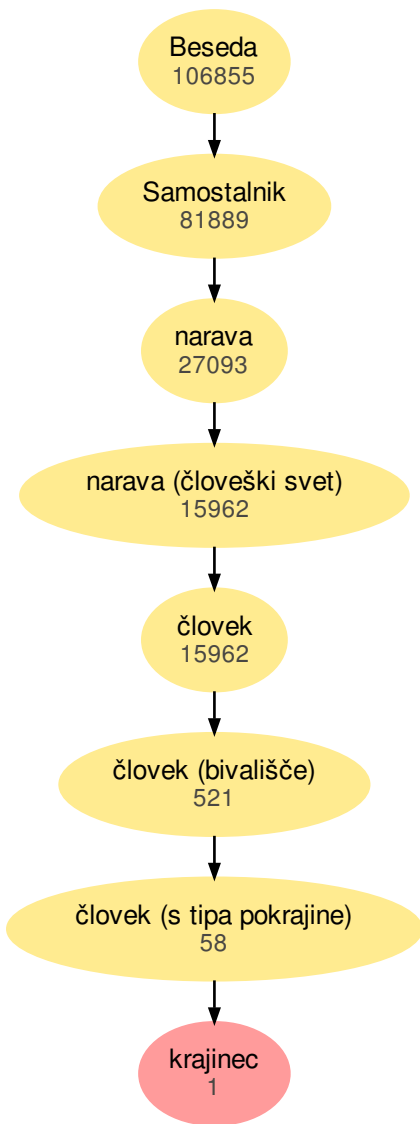 Beseda
106855
Samostalnik
81889
narava
27093
narava (človeški svet)
15962
človek
15962
človek (bivališče)
521
človek (s tipa pokrajine)
58
krajinec
1